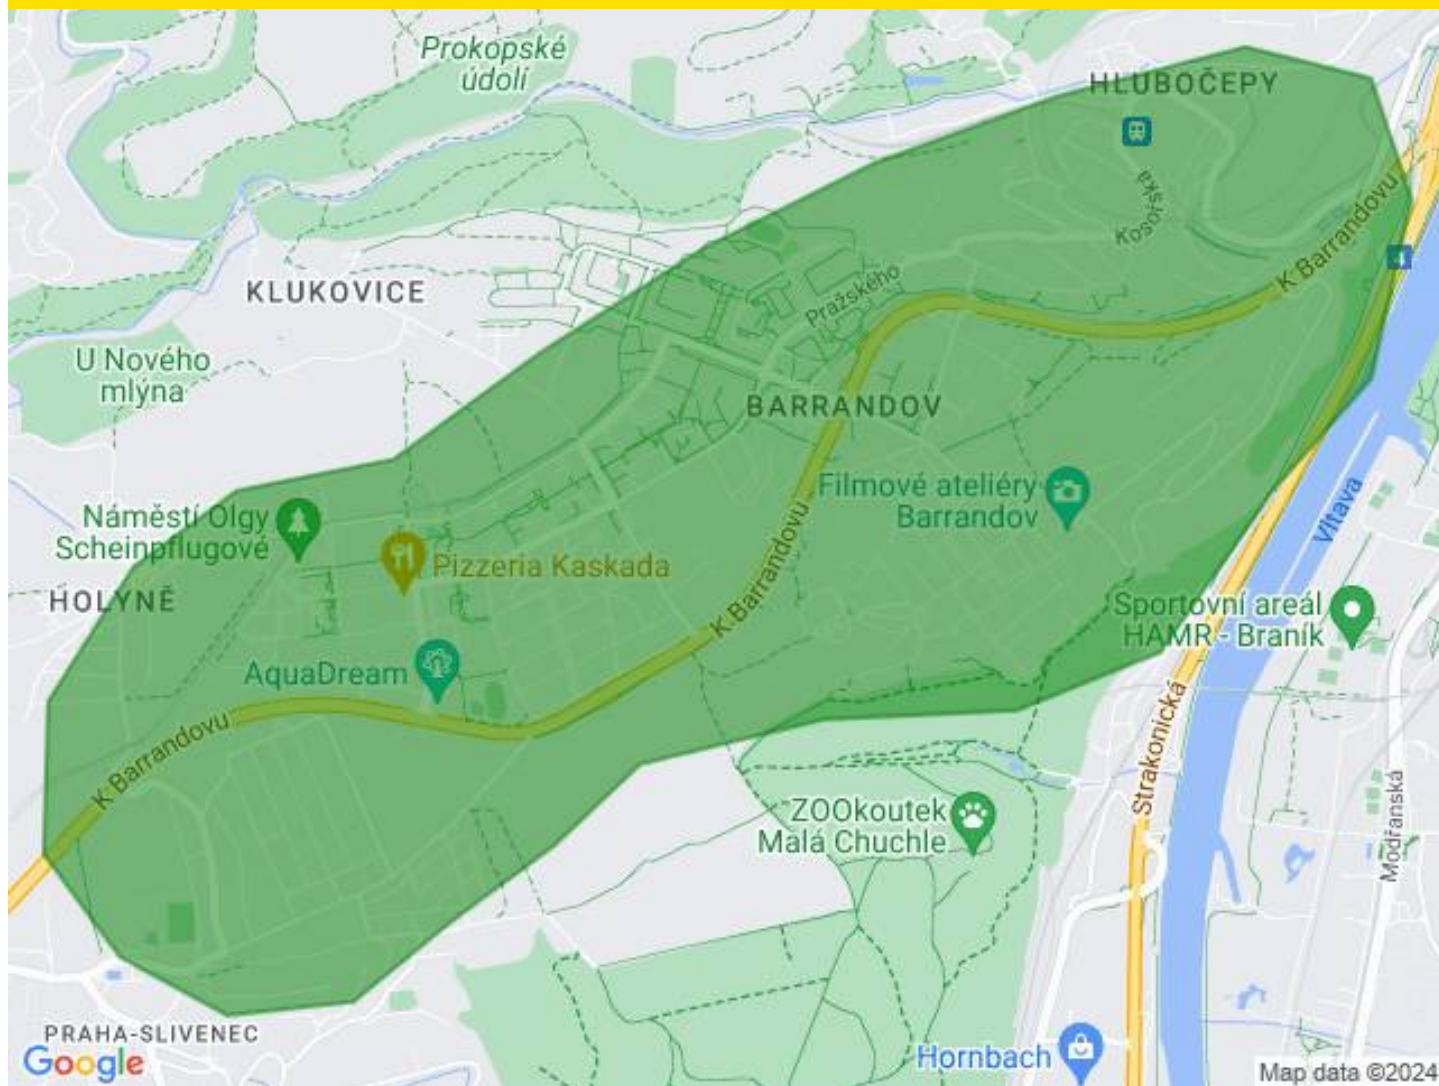 Prokopské
údolí
HLUBOČEPY
Kosořská
K Barrandovu
KLUKOVICE
Pražského
U Nového
mlýna
BARRANDOV
4
Filmové ateliéry
Barrandov
Náměstí Olgy
Scheinpflugové
Pizzeria Kaskada
Vltava
HOLYNĚ
K Barrandovu
Sportovní areál
HAMR - Braník
AquaDream
K Barrandovu
Strakonická
ZOOkoutek
Malá Chuchle
Modřanská
PRAHA-SLIVENEC
Google
Hornbach
Map data ©2024